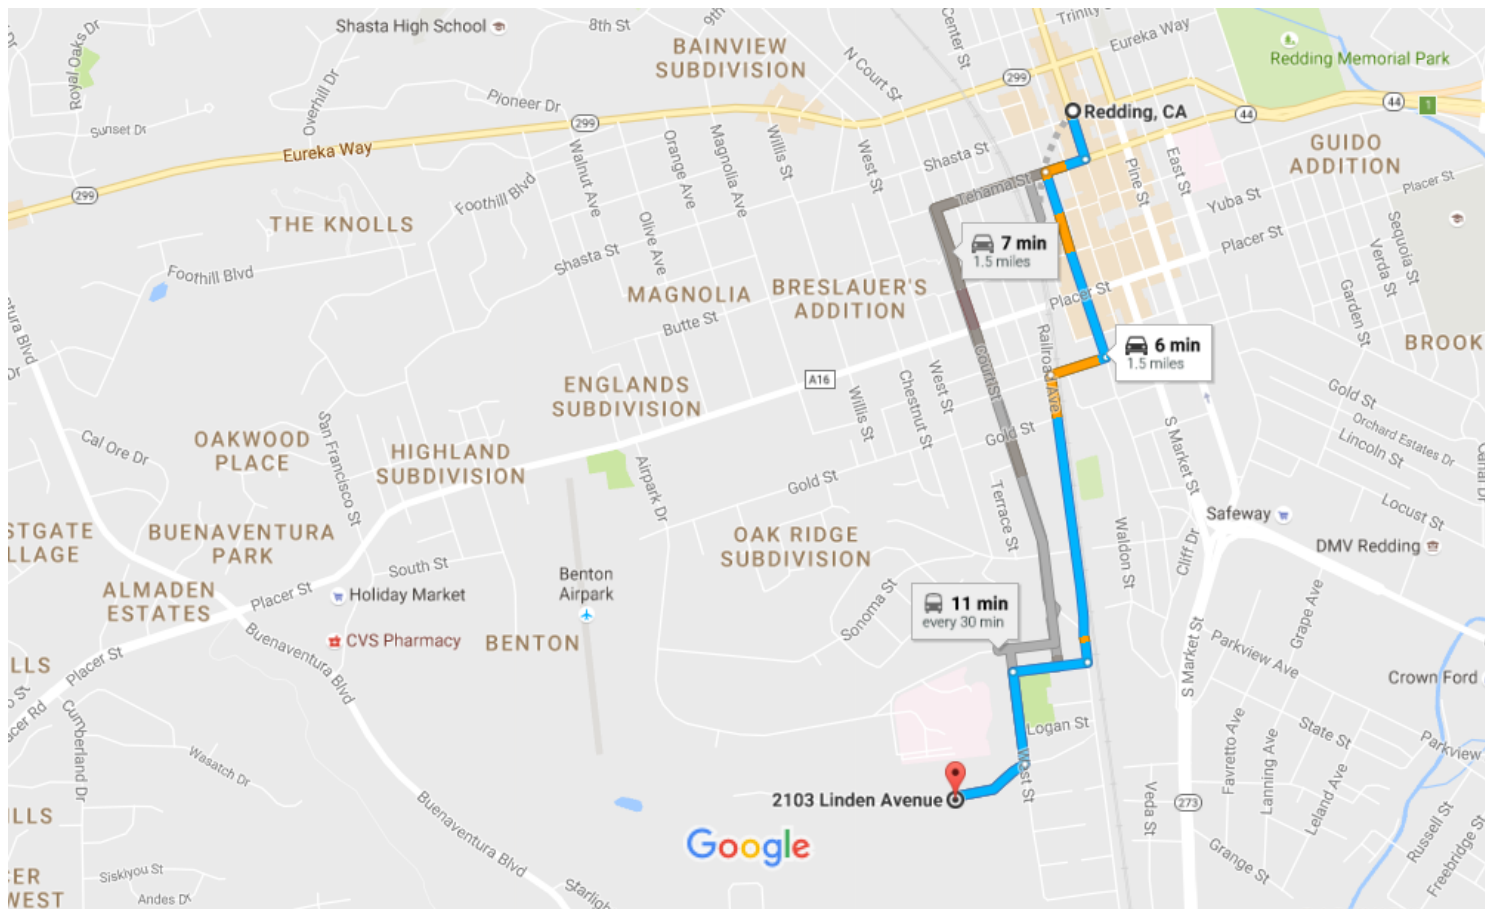 Shasta High School
8th St
9th
Center St
Trinity
Eureka Way
Royal Oaks Dr
BAINVIEW
SUBDIVISION
N Court St
299
Redding Memorial Park
Overhill Dr
Pioneer Dr
44
1
Redding, CA
44
Sunset Dr
299
Eureka Way
Walnut Ave
Orange Ave
Magnolia Ave
Willis St
West St
Shasta St
Pine St
East St
GUIDO
ADDITION
Placer St
299
Foothill Blvd
Tehama St
Yuba St
THE KNOLLS
Olive Ave
7 min
1.5 miles
Placer St
Sequoia St
Verda St
Foothill Blvd
Shasta St
MAGNOLIA
BRESLAUER'S
ADDITION
Placer St
Garden St
Butte St
Railroad Ave
6 min
1.5 miles
BROOK
Court St
West St
Chestnut St
Willis St
A16
ENGLANDS
SUBDIVISION
Gold St
Orchard Estates Dr
Lincoln St
Cal Ore Dr
OAKWOOD
PLACE
San Francisco St
HIGHLAND
SUBDIVISION
Gold St
S Market St
Airpark Dr
Gold St
Terrace St
Locust St
Safeway
STGATE
LLAGE
BUENAVENTURA
PARK
OAK RIDGE
SUBDIVISION
Waldon St
Cliff Dr
DMV Redding
South St
Benton
Airpark
ALMADEN
ESTATES
Placer St
Holiday Market
11 min
every 30 min
Sonoma St
Grape Ave
CVS Pharmacy
BENTON
Buenaventura Blvd
Parkview Ave
LLS
Placer St
S Market St
Crown Ford
Cumberland Dr
Logan St
Favretto Ave
Lanning Ave
State St
Parkview
Wasatch Dr
West St
Leland Ave
2103 Linden Avenue
Veda St
273
Russell St
Buenaventura Blvd
Google
Grange St
Freebridge St
ILLS
Siskiyou St
WEST
Andes Dr